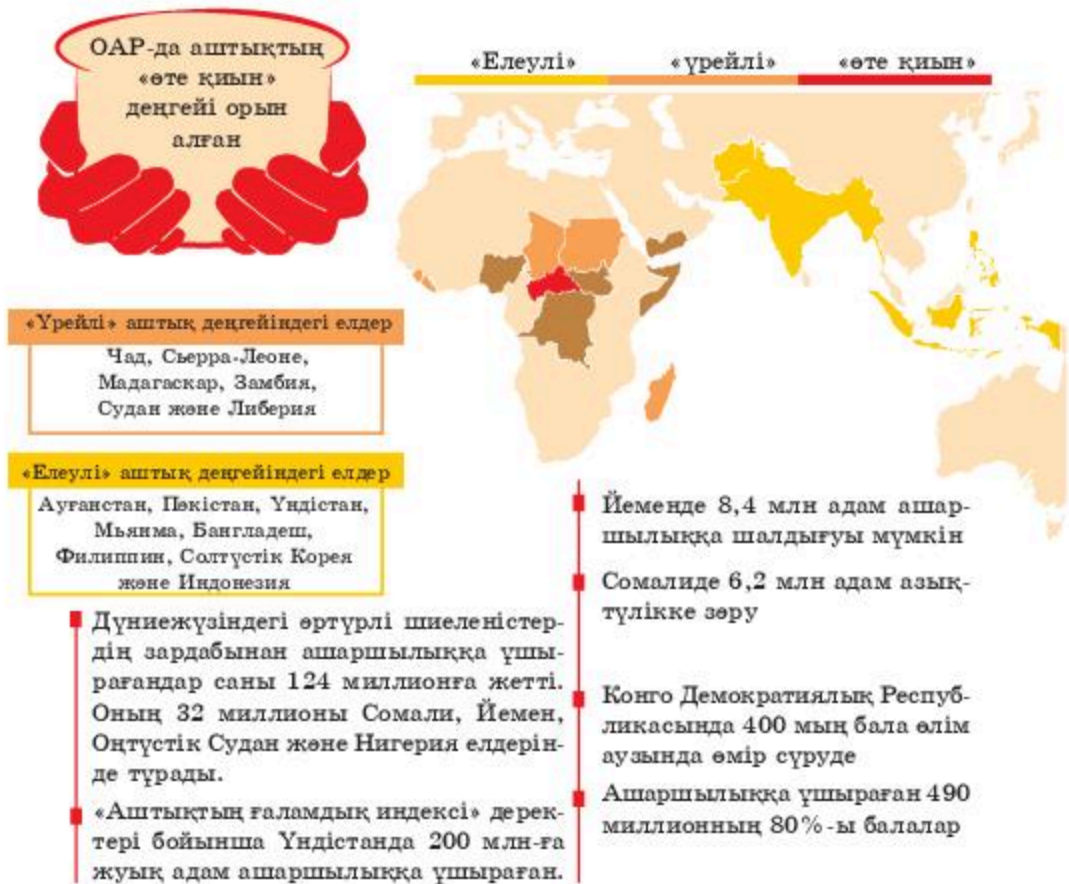 ОАР-да аштықтың
«өте қиын»
деңгейі орын
алған
«Елеулі» «үрейлі» «өте қиын»
«Үрейлі» аштық деңгейіндегі елдер
Чад, Сьерра-Леоне,
Мадагаскар, Замбия,
Судан және Либерия
«Елеулі» аштық деңгейіндегі елдер
Ауғанстан, Пәкістан, Үндістан,
Мьянма, Бангладеш,
Филиппин, Солтүстік Корея
және Индонезия
Дүниежүзіндегі әртүрлі шиеленістер-
дің зардабынан ашаршылыққа ұшы-
рағандар саны 124 миллионға жетті.
Оның 32 миллионы Сомали, Йемен,
Оңтүстік Судан және Нигерия елдерін-
де тұрады.
«Аштықтың ғаламдық индексі» дерек-
тері бойынша Үндістанда 200 млн-ға
жуық адам ашаршылыққа ұшыраған.
Йеменде 8,4 млн адам ашар-
шылыққа шалдығуы мүмкін
Сомалиде 6,2 млн адам азық-
түлікке зәру
Конго Демократиялық Респуб-
ликасында 400 мың бала өлім
аузында өмір сүруде
Ашаршылыққа ұшыраған 490
миллионның 80%-ы балалар